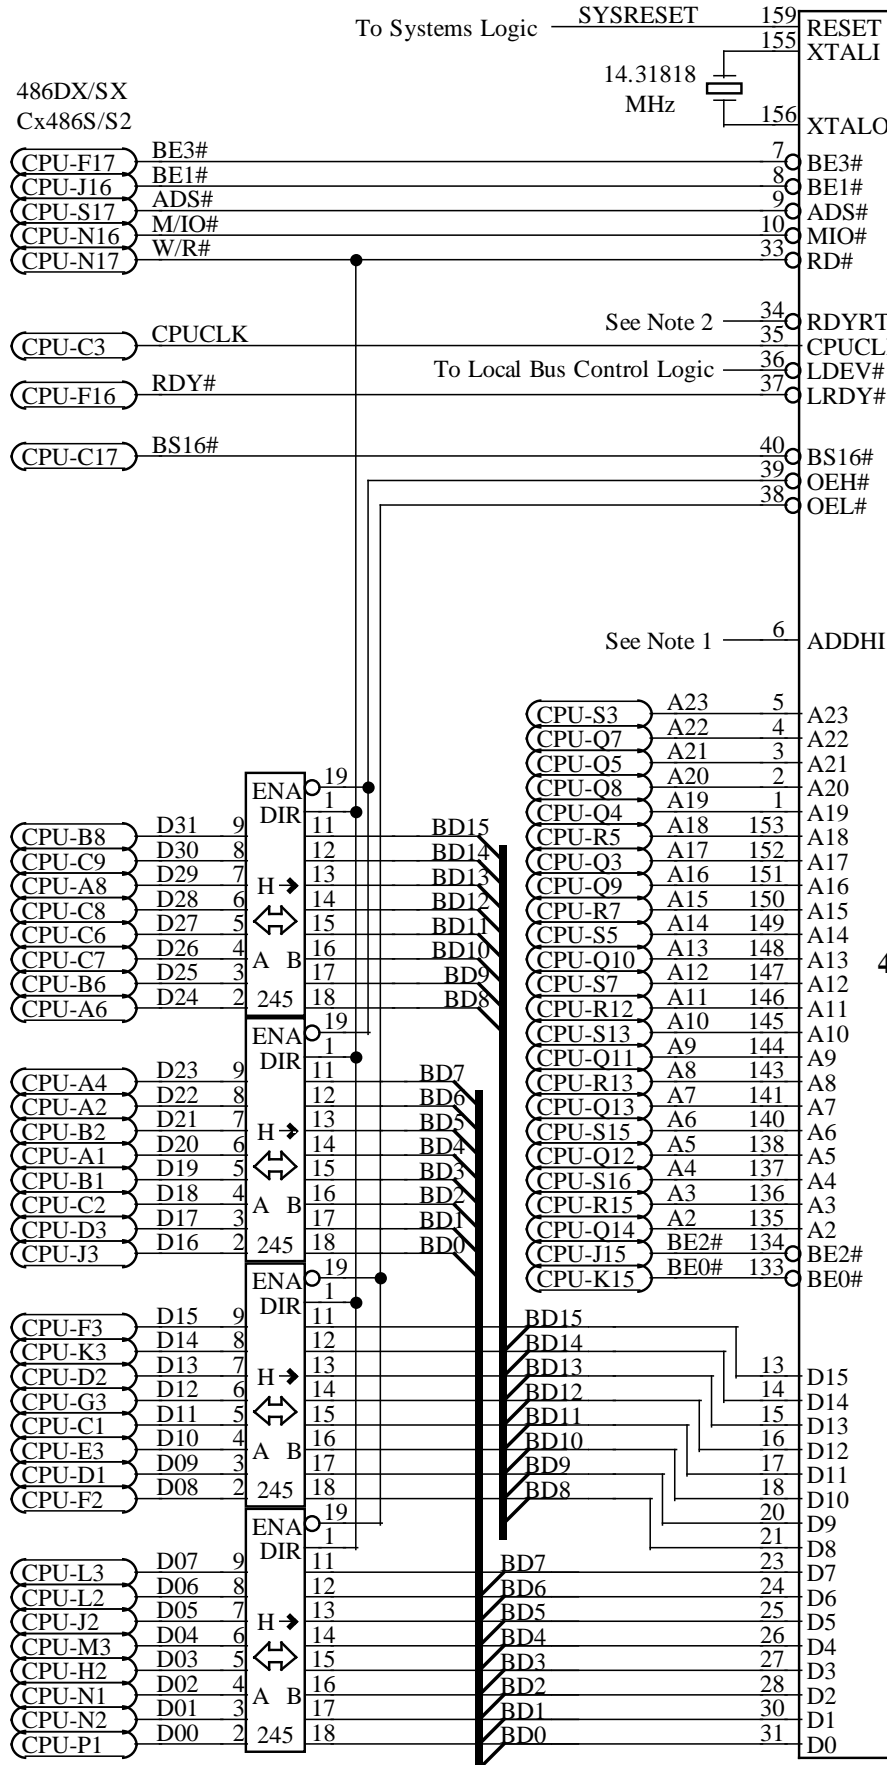 To Systems Logic SYSRESET 159 RESET
155 XTALI
14.31818
MHz
156 XTALO
486DX/SX
Cx486S/S2
CPU-F17 BE3# 7 BE3#
CPU-J16 BE1# 8 BE1#
CPU-S17 ADS# 9 ADS#
CPU-N16 M/IO# 10 MIO#
CPU-N17 W/R# 33 RD#
See Note 2 34 RDYRT
CPU-C3 CPUCLK 35 CPUCL
To Local Bus Control Logic 36 LDEV#
CPU-F16 RDY# 37 LRDY#
CPU-C17 BS16# 40 BS16#
39 OEH#
38 OEL#
See Note 1 6 ADDHI
CPU-S3 A23 5 A23
CPU-Q7 A22 4 A22
CPU-Q5 A21 3 A21
CPU-Q8 A20 2 A20
CPU-Q4 A19 1 A19
CPU-R5 A18 153 A18
CPU-Q3 A17 152 A17
CPU-Q9 A16 151 A16
CPU-R7 A15 150 A15
CPU-S5 A14 149 A14
CPU-Q10 A13 148 A13
4
CPU-S7 A12 147 A12
CPU-R12 A11 146 A11
CPU-S13 A10 145 A10
CPU-Q11 A9 144 A9
CPU-R13 A8 143 A8
CPU-Q13 A7 141 A7
CPU-S15 A6 140 A6
CPU-Q12 A5 138 A5
CPU-S16 A4 137 A4
CPU-R15 A3 136 A3
CPU-Q14 A2 135 A2
CPU-J15 BE2# 134 BE2#
CPU-K15 BE0# 133 BE0#
ENA 19
DIR 1
CPU-B8 D31 9 11 BD15
CPU-C9 D30 8 12 BD14
CPU-A8 D29 7 H 13 BD13
CPU-C8 D28 6 14 BD12
CPU-C6 D27 5 15 BD11
CPU-C7 D26 4 A B 16 BD10
CPU-B6 D25 3 17 BD9
CPU-A6 D24 2 245 18 BD8
ENA 19
DIR 1
CPU-A4 D23 9 11 BD7
CPU-A2 D22 8 12 BD6
CPU-B2 D21 7 H 13 BD5
CPU-A1 D20 6 14 BD4
CPU-B1 D19 5 15 BD3
CPU-C2 D18 4 A B 16 BD2
CPU-D3 D17 3 17 BD1
CPU-J3 D16 2 245 18 BD0
ENA 19
DIR 1
CPU-F3 D15 9 11 BD15 13 D15
CPU-K3 D14 8 12 BD14 14 D14
CPU-D2 D13 7 H 13 BD13 15 D13
CPU-G3 D12 6 14 BD12 16 D12
CPU-C1 D11 5 15 BD11 17 D11
CPU-E3 D10 4 A B 16 BD10 18 D10
CPU-D1 D09 3 17 BD9 20 D9
CPU-F2 D08 2 245 18 BD8 21 D8
ENA 19
DIR 1
CPU-L3 D07 9 11 BD7 23 D7
CPU-L2 D06 8 12 BD6 24 D6
CPU-J2 D05 7 H 13 BD5 25 D5
CPU-M3 D04 6 14 BD4 26 D4
CPU-H2 D03 5 15 BD3 27 D3
CPU-N1 D02 4 A B 16 BD2 28 D2
CPU-N2 D01 3 17 BD1 30 D1
CPU-P1 D00 2 245 18 BD0 31 D0